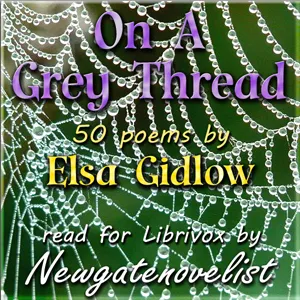 On A
Grey Thread
50 poems by
Elsa Gidlow
read for Librivox by:
Newgatenovelist